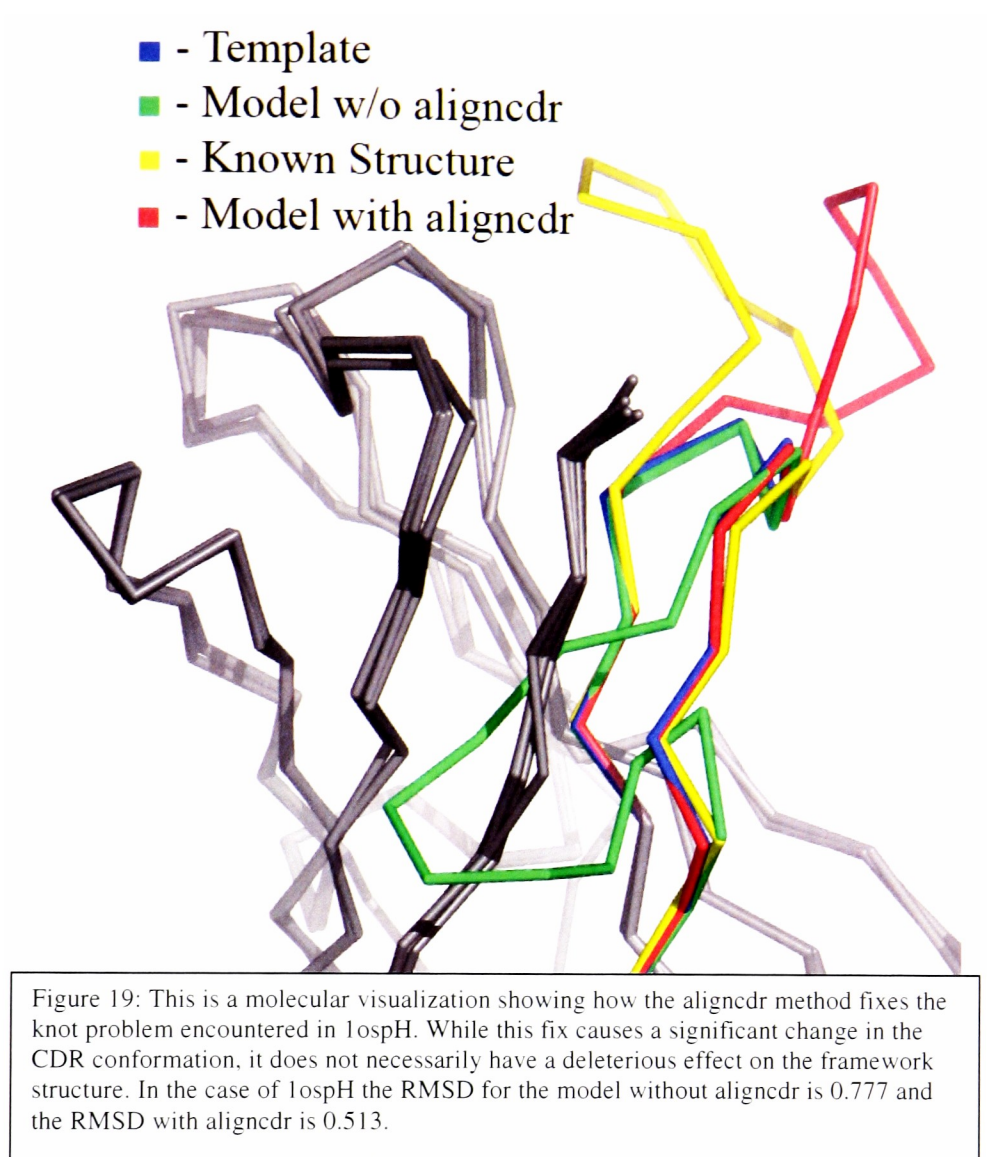 - Template
- Model w/o aligncdr
- Known Structure
- Model with aligncdr
Figure 19: This is a molecular visualization showing how the aligncdr method fixes the
knot problem encountered in 1ospH. While this fix causes a significant change in the
CDR conformation, it does not necessarily have a deleterious effect on the framework
structure. In the case of 1ospH the RMSD for the model without aligncdr is 0.777 and
the RMSD with aligncdr is 0.513.